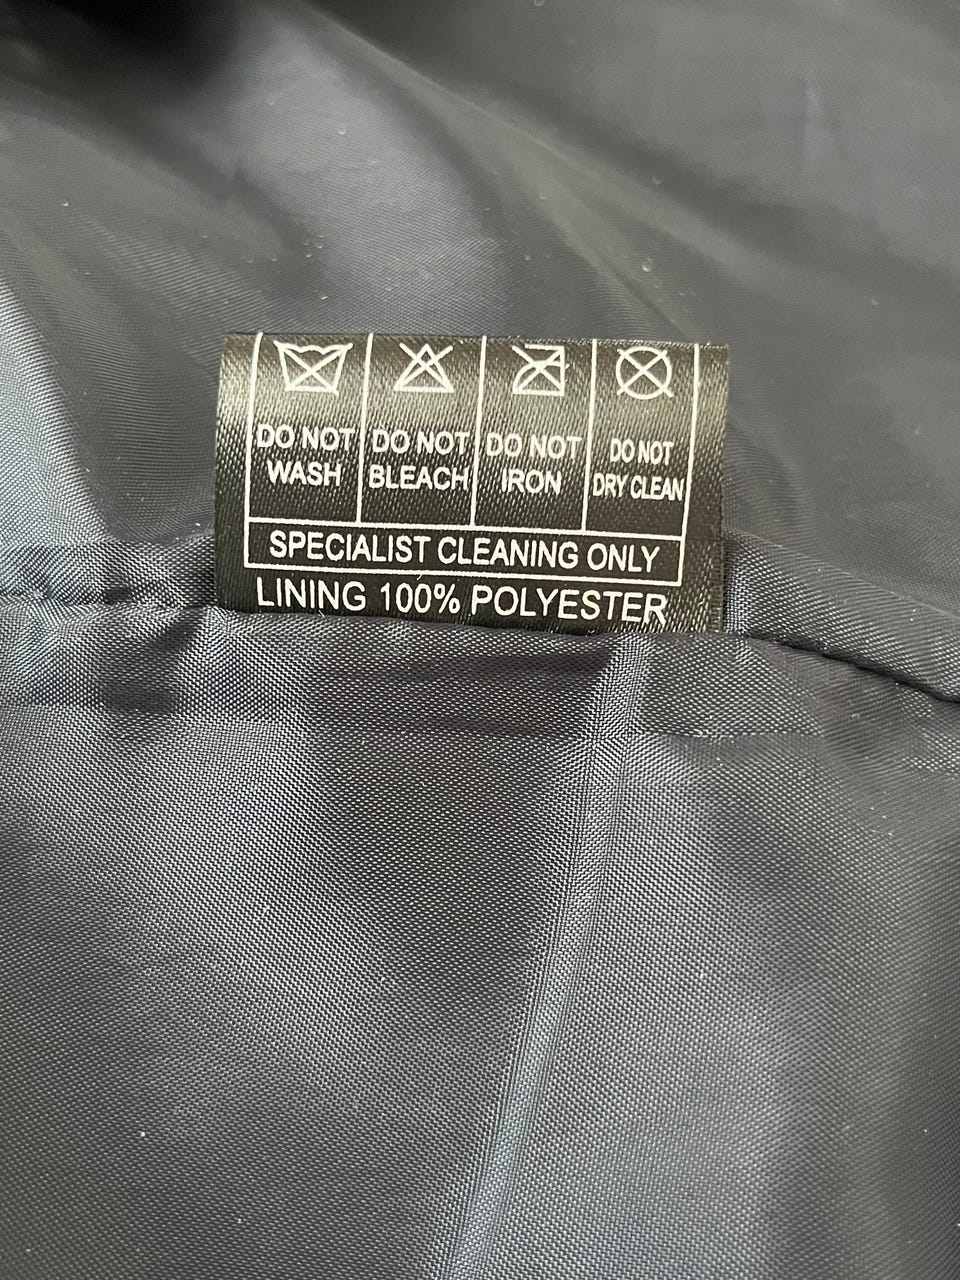 DO NOT WASH
DO NOT BLEACH
DO NOT IRON
DO NOT DRY CLEAN
SPECIALIST CLEANING ONLY
LINING 100% POLYESTER